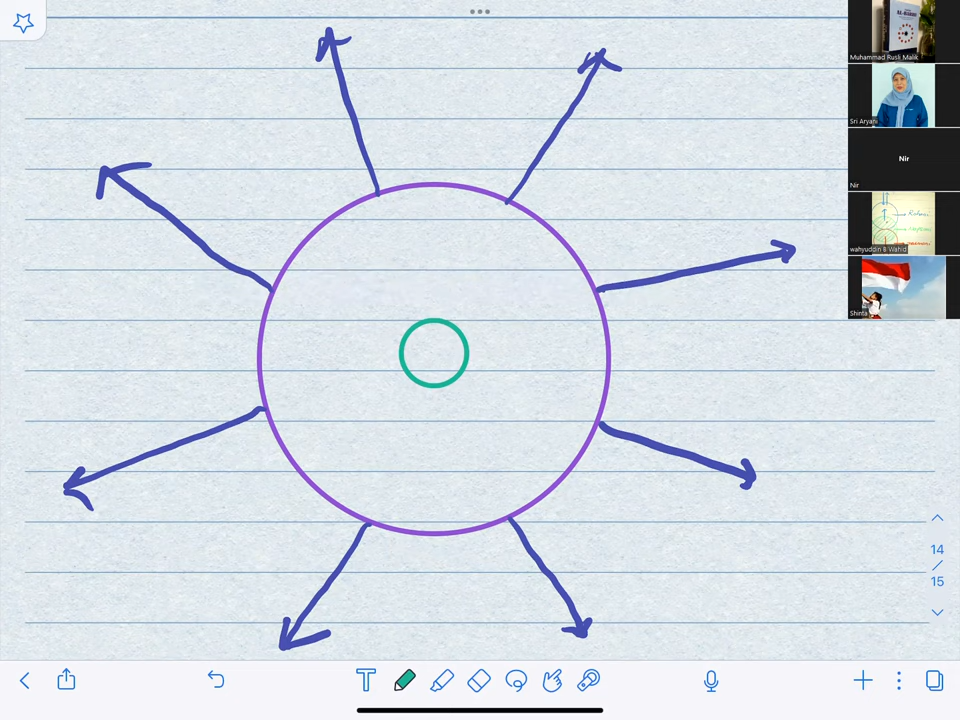 Muhammad Rusli Malik
Sri Aryani
Nir
Nir
wahyuddin B Wahid
Shinta
14
15
T